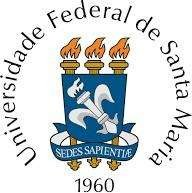 Universidade Federal de Santa Maria
SEDES SAPIENTIÆ
1960